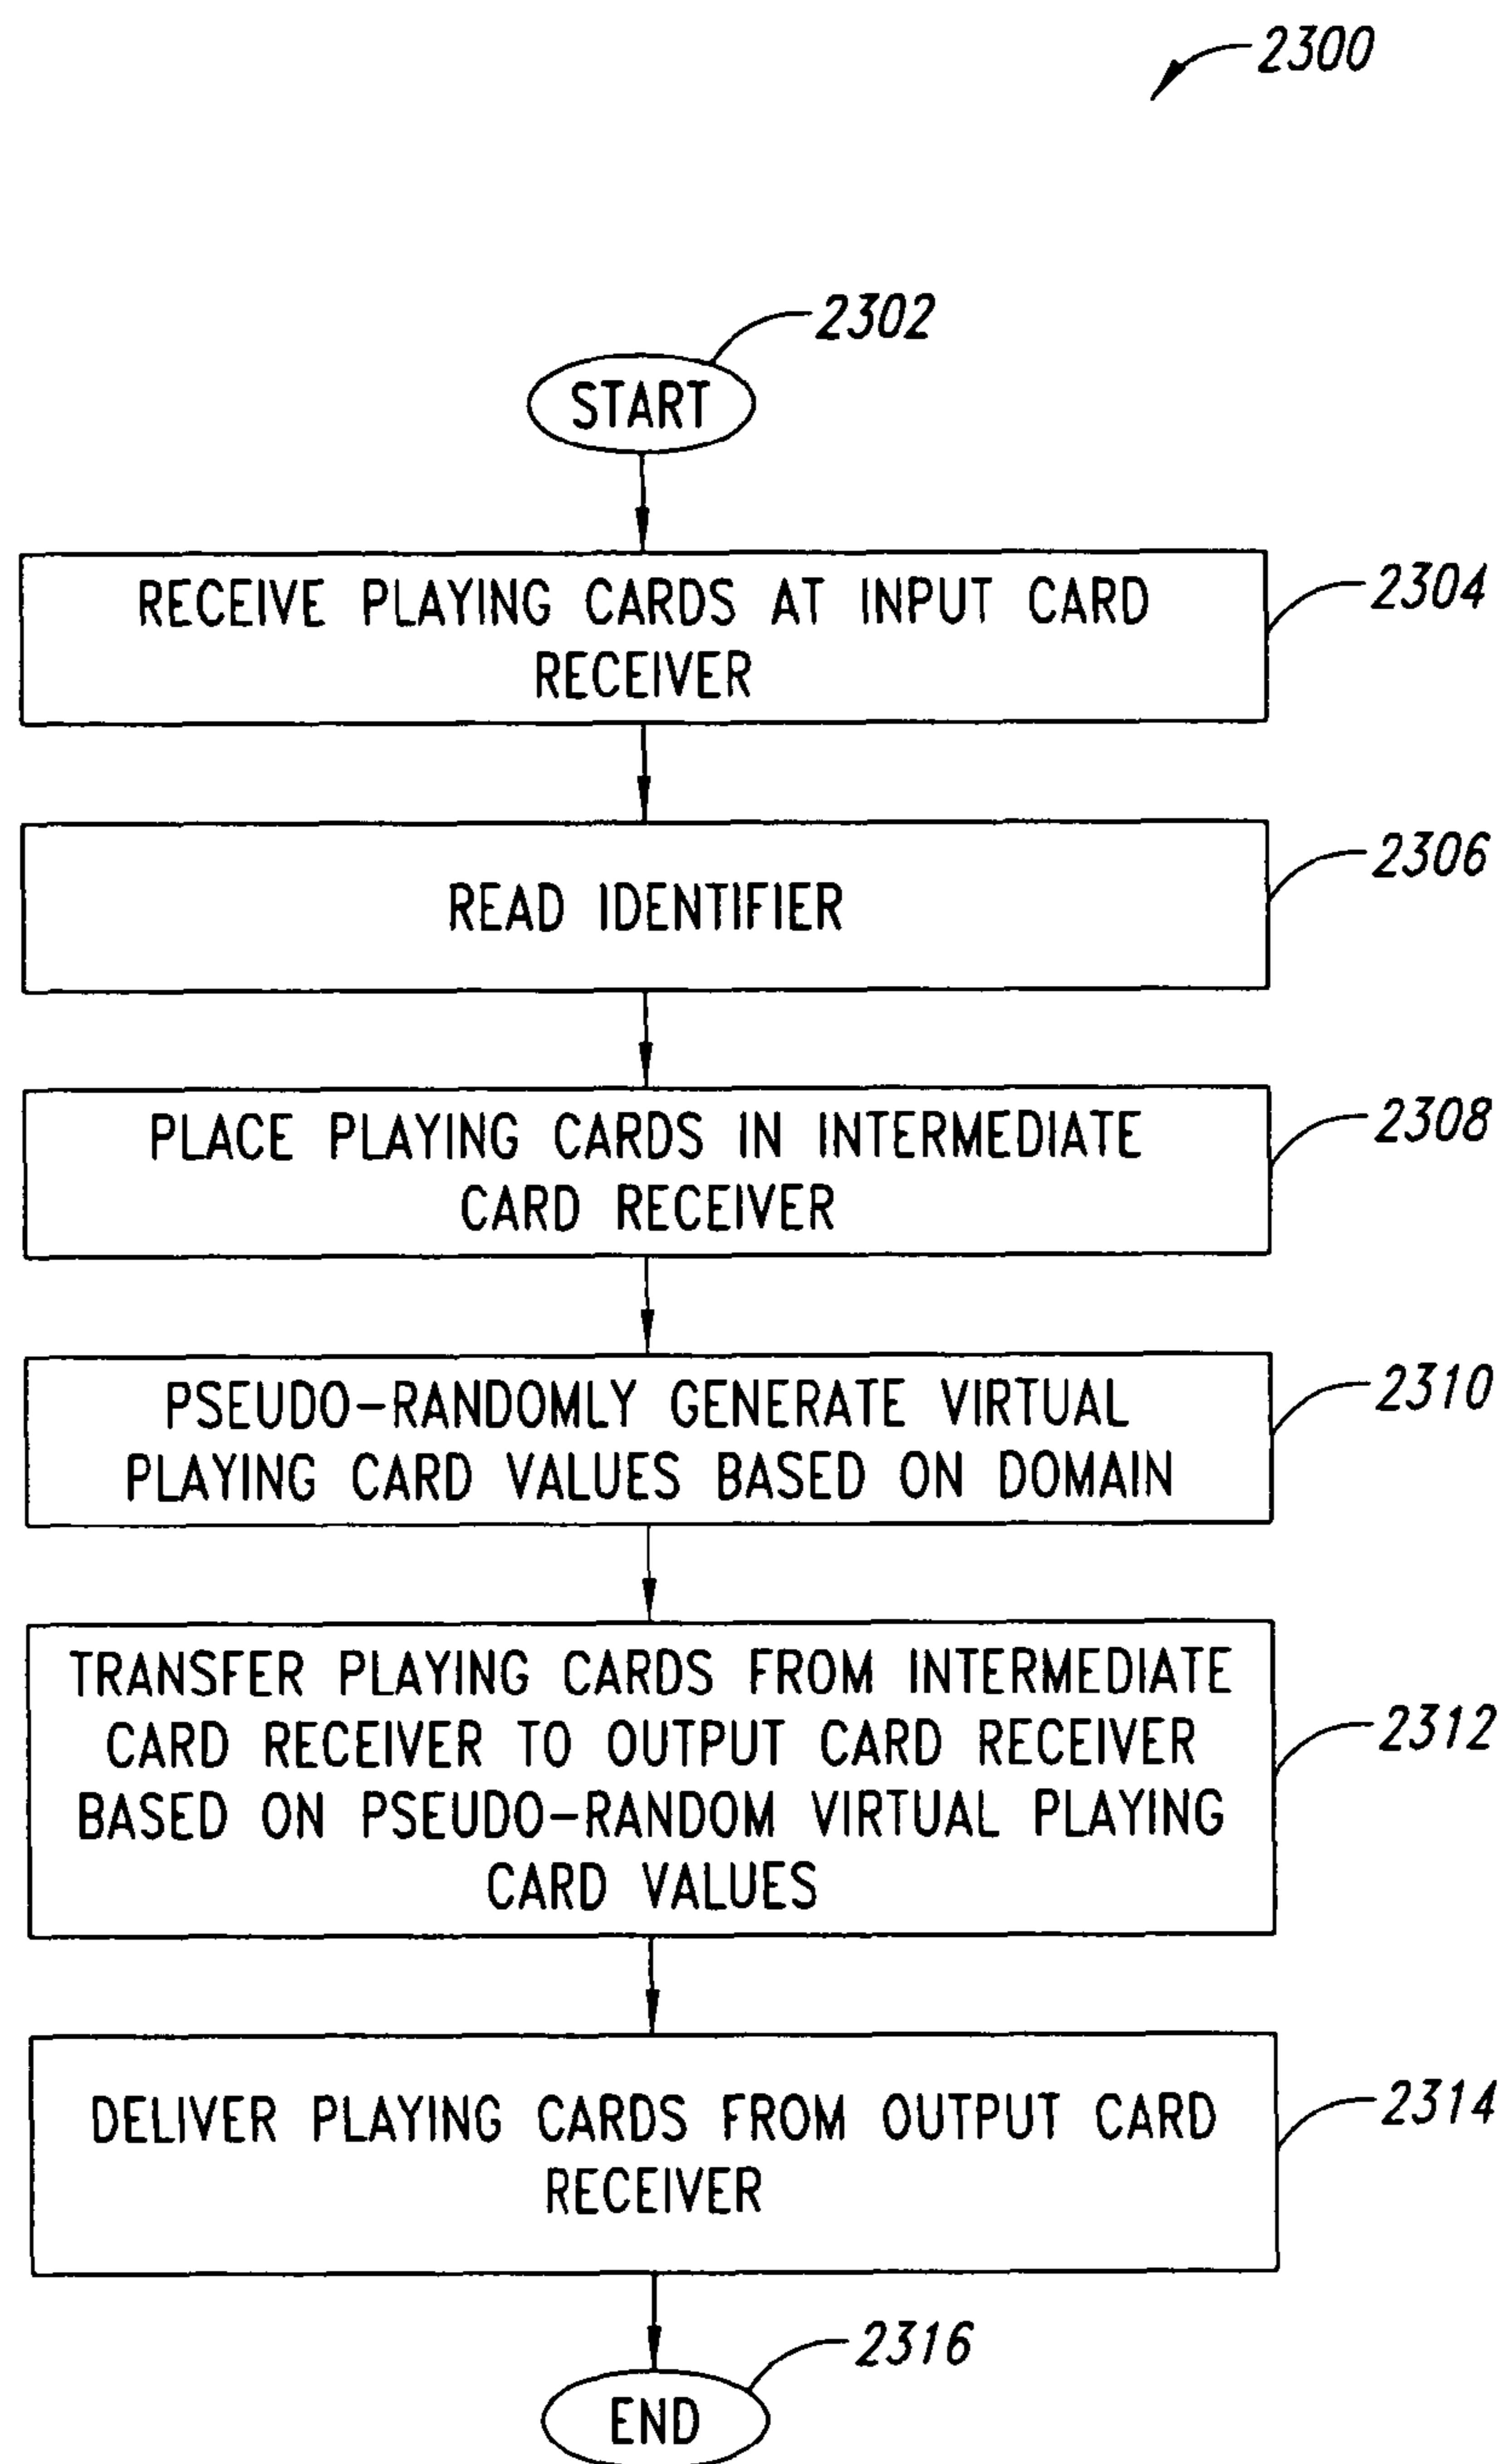 2300
2302
START
RECEIVE PLAYING CARDS AT INPUT CARD
RECEIVER
2304
READ IDENTIFIER
2306
PLACE PLAYING CARDS IN INTERMEDIATE
CARD RECEIVER
2308
PSEUDO-RANDOMLY GENERATE VIRTUAL
PLAYING CARD VALUES BASED ON DOMAIN
2310
TRANSFER PLAYING CARDS FROM INTERMEDIATE
CARD RECEIVER TO OUTPUT CARD RECEIVER
BASED ON PSEUDO-RANDOM VIRTUAL PLAYING
CARD VALUES
2312
DELIVER PLAYING CARDS FROM OUTPUT CARD
RECEIVER
2314
2316
END